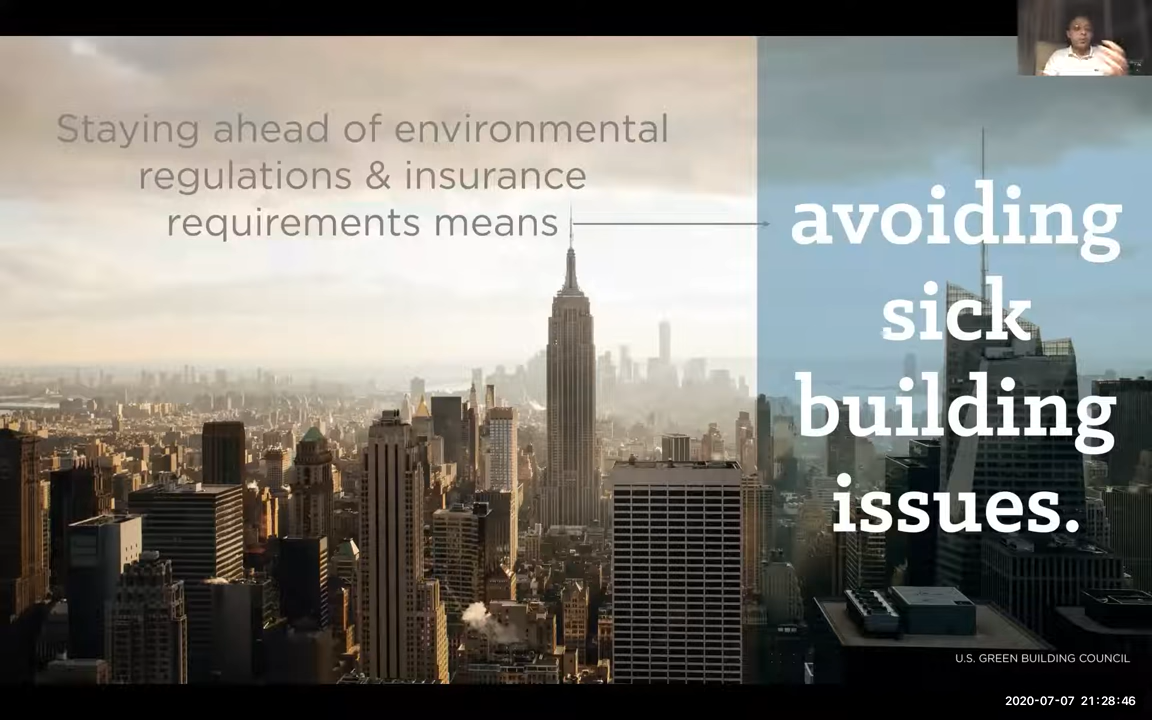 Staying ahead of environmental
regulations & insurance
requirements means
avoiding
sick
building
issues.
U.S. GREEN BUILDING COUNCIL
2020-07-07 21:28:46